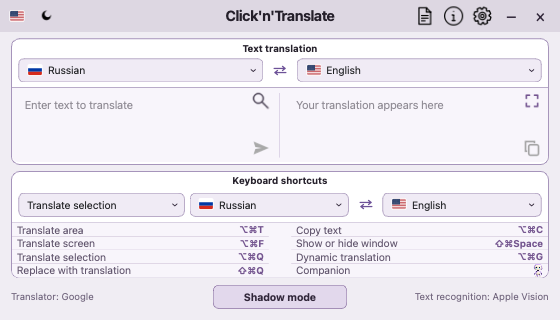 Click'n'Translate
Text translation
Russian
English
Enter text to translate
Your translation appears here
Keyboard shortcuts
Translate selection
Russian
English
Translate area ⌥⌘T
Copy text ⌥⌘C
Translate screen ⌥⌘F
Show or hide window ⇧⌘Space
Translate selection ⌥⌘Q
Dynamic translation ⌥⌘G
Replace with translation ⇧⌘Q
Companion
Translator: Google
Shadow mode
Text recognition: Apple Vision